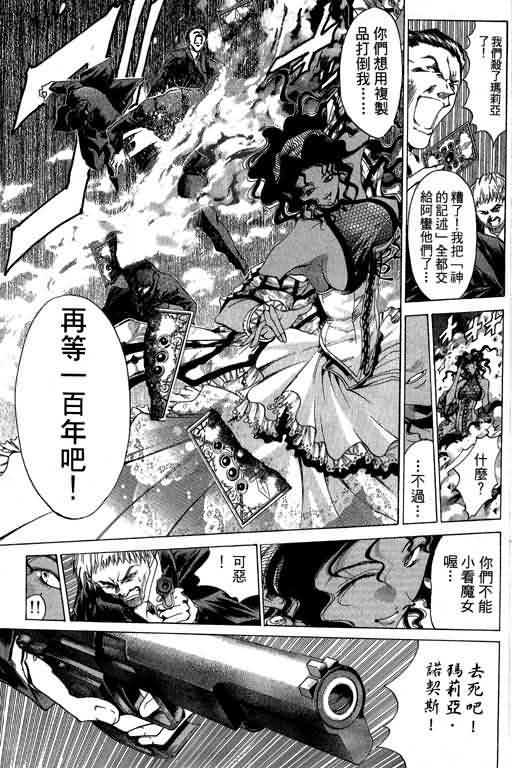 我們殺了瑪莉亞
了！
糟了！我把「神
的記述」全都交
給阿蠻他們了…
什麼？
…不過…
你們想用複製
品打倒我……
再等一百年吧！
你們不能
小看魔女
喔…
！可惡
!!
去死吧！
瑪莉亞·
諾契斯！